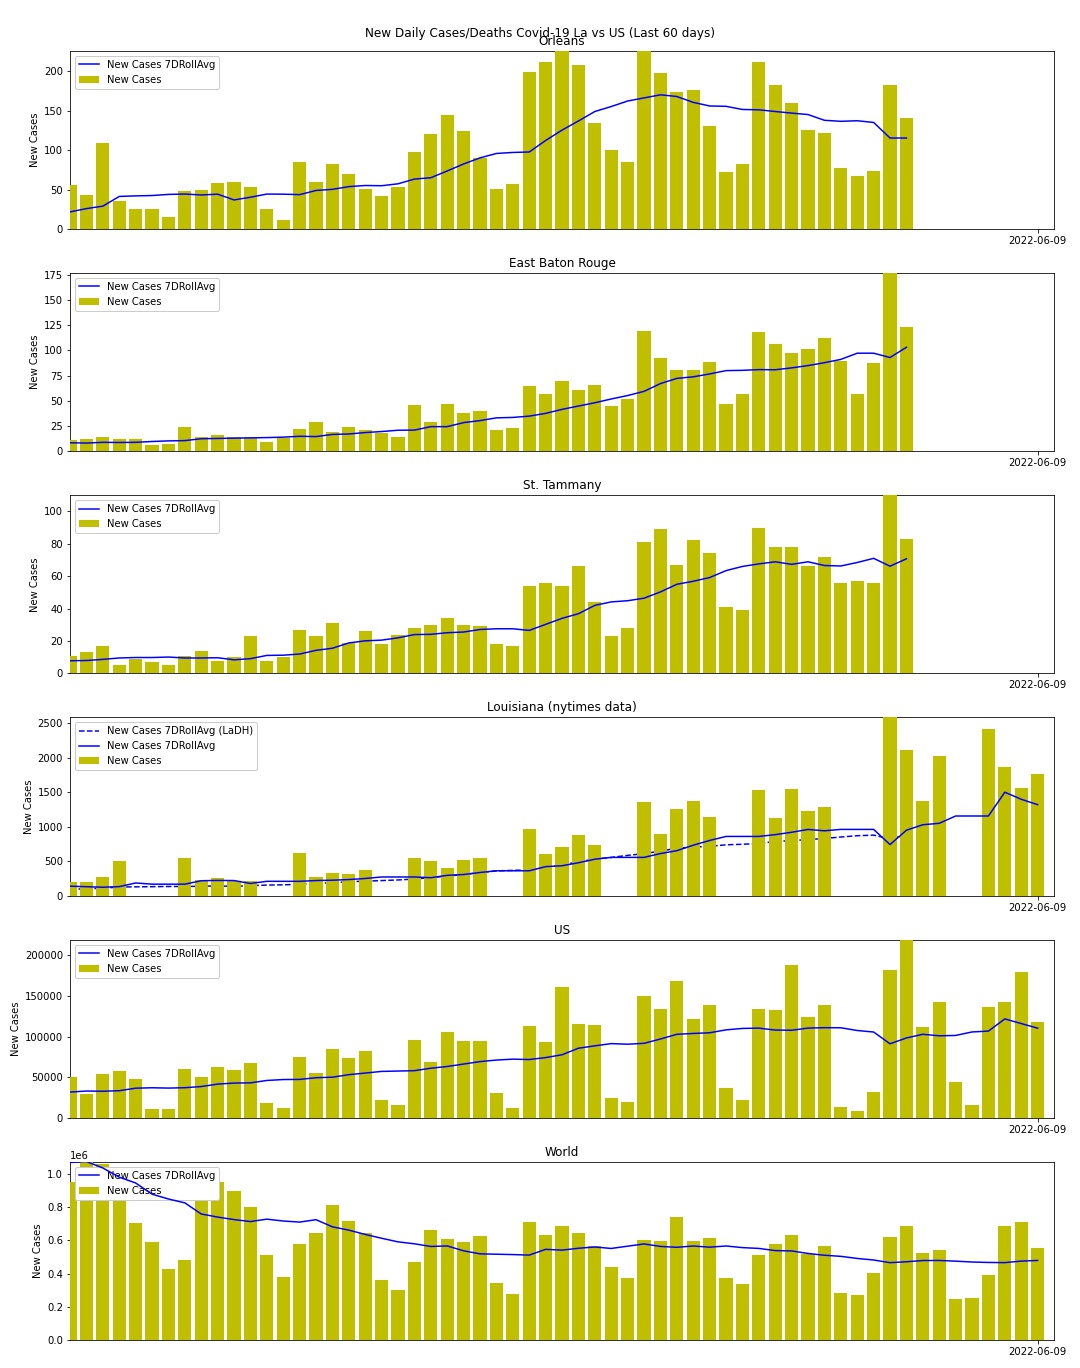 New Daily Cases/Deaths Covid-19 La vs US (Last 60 days)
Orleans
New Cases 7DRollAvg
New Cases
New Cases
200
150
100
50
0
2022-06-09
East Baton Rouge
New Cases 7DRollAvg
New Cases
New Cases
175
150
125
100
75
50
25
0
2022-06-09
St. Tammany
New Cases 7DRollAvg
New Cases
New Cases
100
80
60
40
20
0
2022-06-09
Louisiana (nytimes data)
New Cases 7DRollAvg (LaDH)
New Cases 7DRollAvg
New Cases
New Cases
2500
2000
1500
1000
500
0
2022-06-09
US
New Cases 7DRollAvg
New Cases
New Cases
200000
150000
100000
50000
0
2022-06-09
World
1e6
New Cases 7DRollAvg
New Cases
New Cases
1.0
0.8
0.6
0.4
0.2
0.0
2022-06-09